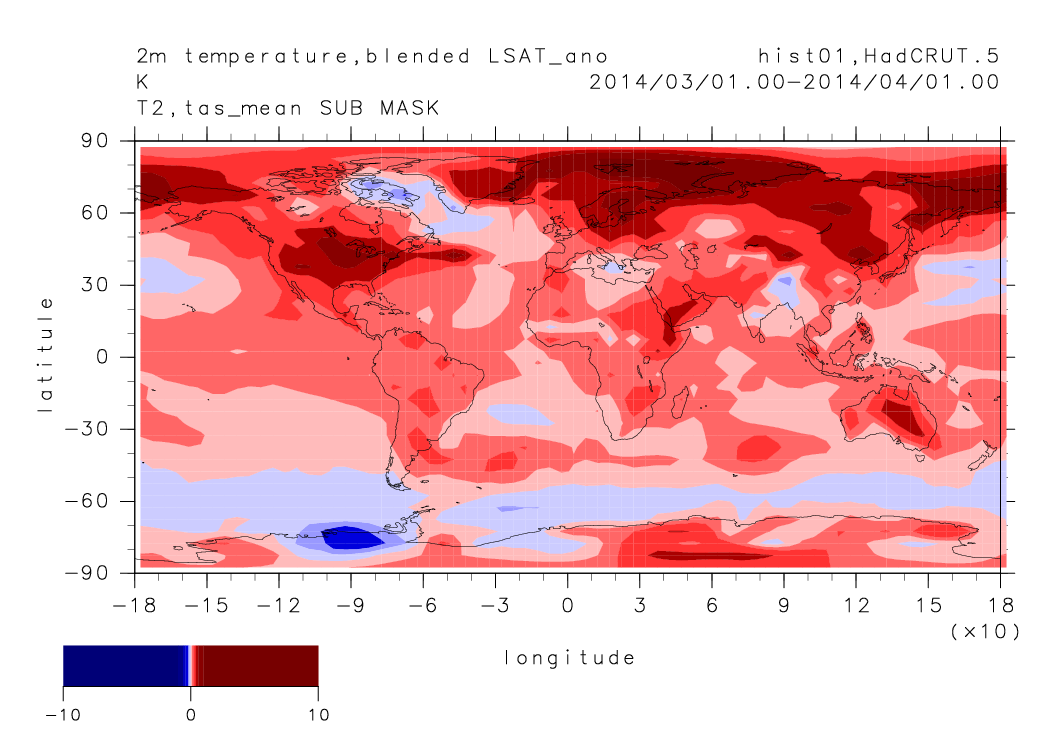 2m temperature,blended LSAT_ano hist01,HadCRUT.5
K 2014/03/01.00−2014/04/01.00
T2,tas_mean SUB MASK
90
60
30
0
−30
−60
−90
latitule
−18 −15 −12 −9 −6 −3 0 3 6 9 12 15 18
(×10)
longitude
−10 0 10